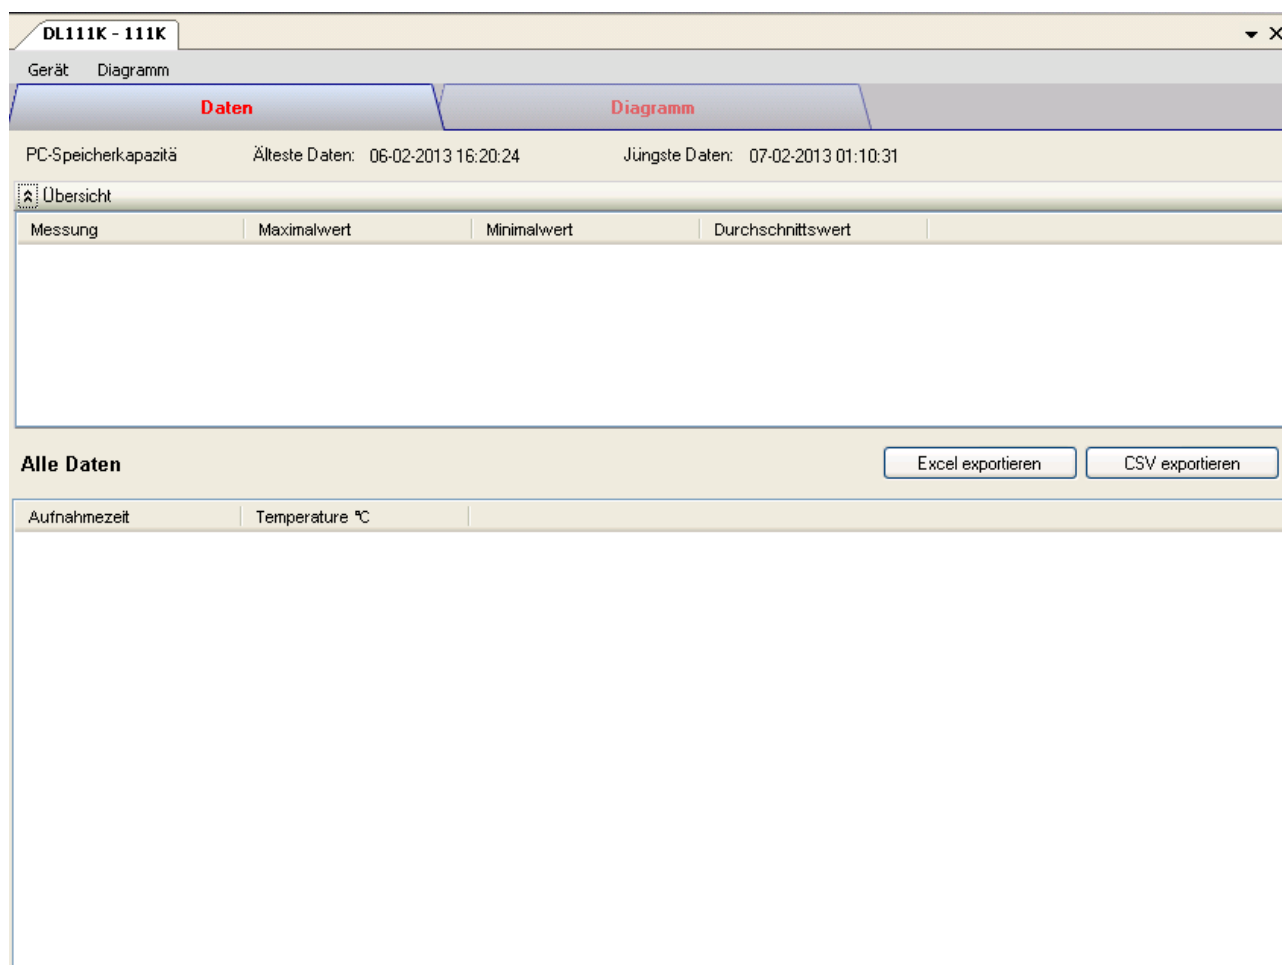 DL111K - 111K
Gerät Diagramm
Daten Diagramm
PC-Speicherkapazitä Älteste Daten: 06-02-2013 16:20:24 Jüngste Daten: 07-02-2013 01:10:31
Übersicht
Messung Maximalwert Minimalwert Durchschnittswert
Alle Daten Excel exportieren CSV exportieren
Aufnahmezeit Temperature °C